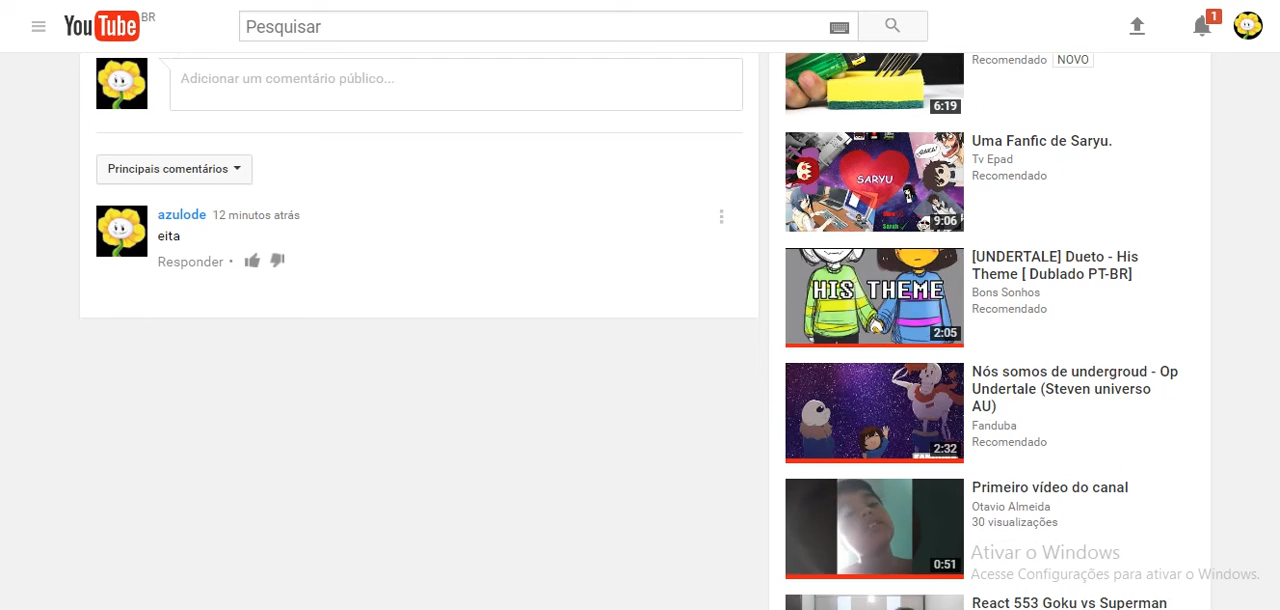 YouTube BR
Pesquisar
1
Adicionar um comentário público...
Principais comentários
azulode 12 minutos atrás
eita
Responder •
Recomendado NOVO
6:19
SARYU
9:06
Uma Fanfic de Saryu.
Tv Epad
Recomendado
HIS THEME
2:05
[UNDERTALE] Dueto - His
Theme [ Dublado PT-BR]
Bons Sonhos
Recomendado
2:32
Nós somos de undergroud - Op
Undertale (Steven universo
AU)
Fanduba
Recomendado
0:51
Primeiro vídeo do canal
Otavio Almeida
30 visualizações
Ativar o Windows
Acesse Configurações para ativar o Windows.
React 553 Goku vs Superman